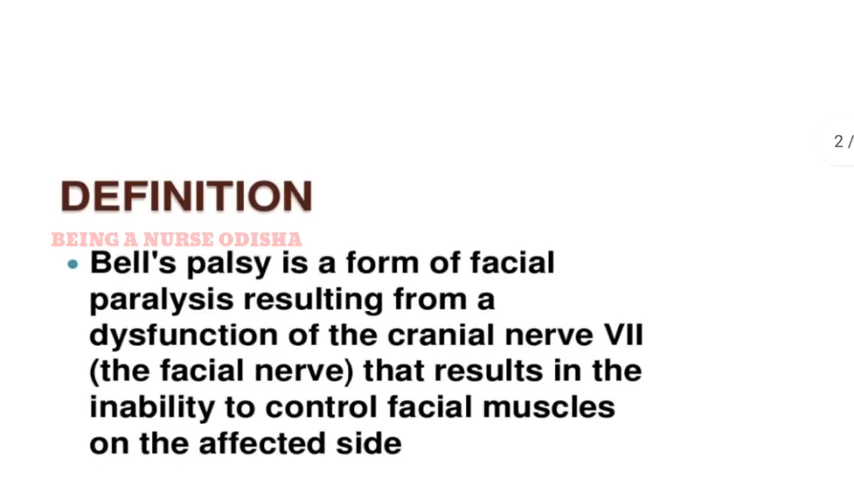 2 /
DEFINITION
BEING A NURSE ODISHA
• Bell's palsy is a form of facial
paralysis resulting from a
dysfunction of the cranial nerve VII
(the facial nerve) that results in the
inability to control facial muscles
on the affected side